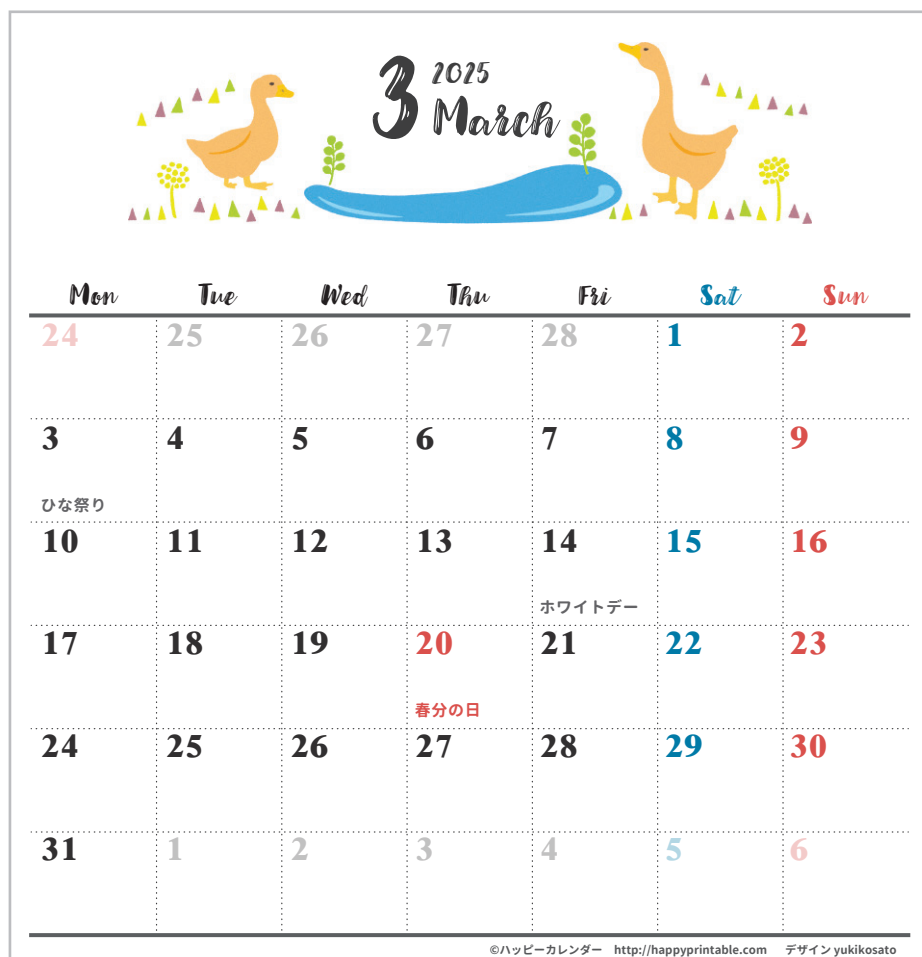 3 2025
March
Mon Tue Wed Thu Fri Sat Sun
24 25 26 27 28 1 2
3 4 5 6 7 8 9
ひな祭り
10 11 12 13 14 15 16
ホワイトデー
17 18 19 20 21 22 23
春分の日
24 25 26 27 28 29 30
31 1 2 3 4 5 6
©ハッピーカレンダー http://happyprintable.com デザイン yukikosato